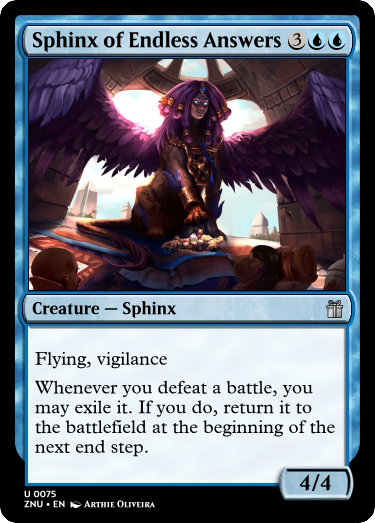 Sphinx of Endless Answers 3
Creature — Sphinx
Flying, vigilance
Whenever you defeat a battle, you
may exile it. If you do, return it to
the battlefield at the beginning of the
next end step.
4/4
U 0075
ZNU • EN Arthie Oliveira